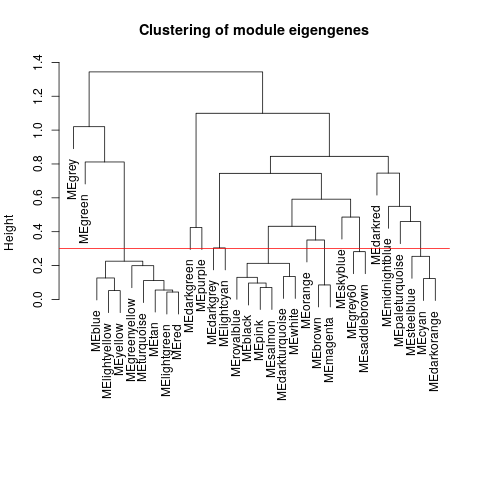 Clustering of module eigengenes
Height
1.4
1.2
1.0
0.8
0.6
0.4
0.2
0.0
MEgrey
MEgreen
MEblue
MElightyellow
MEyellow
MEgreenyellow
MEturquoise
MEtan
MElightgreen
MEred
MEdarkgreen
MEpurple
MEdarkgrey
MElightcyan
MEroyalblue
MEblack
MEpink
MEsalmon
MEdarkturquoise
MEwhite
MEorange
MEbrown
MEmagenta
MEskyblue
MEgrey60
MEsaddlebrown
MEdarkred
MEmidnightblue
MEpaleturquoise
MEsteelblue
MEcyan
MEdarkorange